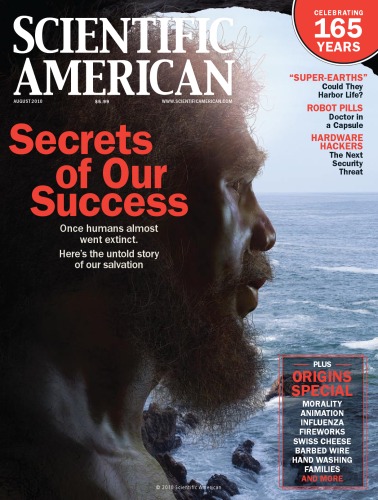 CELEBRATING
165
YEARS
SCIENTIFIC
AMERICAN
AUGUST 2010 $5.99 WWW.SCIENTIFICAMERICAN.COM
“SUPER-EARTHS”
Could They
Harbor Life?
ROBOT PILLS
Doctor in
a Capsule
HARDWARE
HACKERS
The Next
Security
Threat
Secrets
of Our
Success
Once humans almost
went extinct.
Here's the untold story
of our salvation
PLUS
ORIGINS
SPECIAL
MORALITY
ANIMATION
INFLUENZA
FIREWORKS
SWISS CHEESE
BARBED WIRE
HAND WASHING
FAMILIES
AND MORE
© 2010 Scientific American